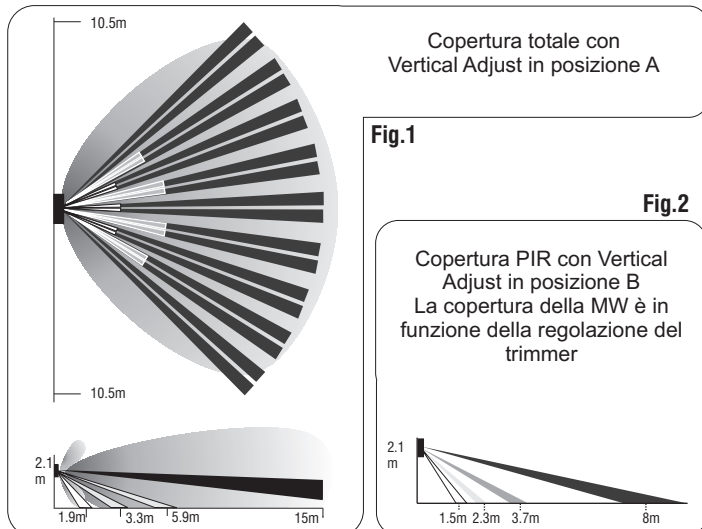 10.5m
Copertura totale con
Vertical Adjust in posizione A
Fig.1
Fig.2
Copertura PIR con Vertical
Adjust in posizione B
La copertura della MW è in
funzione della regolazione del
trimmer
10.5m
2.1
m
1.9m 3.3m 5.9m 15m
2.1
m
1.5m 2.3m 3.7m 8m